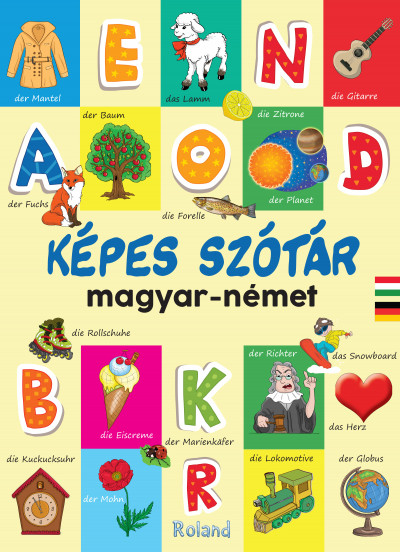 E N
der Mantel
das Lamm
die Gitarre
der Baum
die Zitrone
A O D
der Fuchs
die Forelle
der Planet
KÉPES SZÓTÁR
magyar-német
die Rollschuhe
der Richter
das Snowboard
B K
die Eiscreme
der Marienkäfer
das Herz
die Kuckucksuhr
die Lokomotive
der Globus
der Mohn
R
Roland